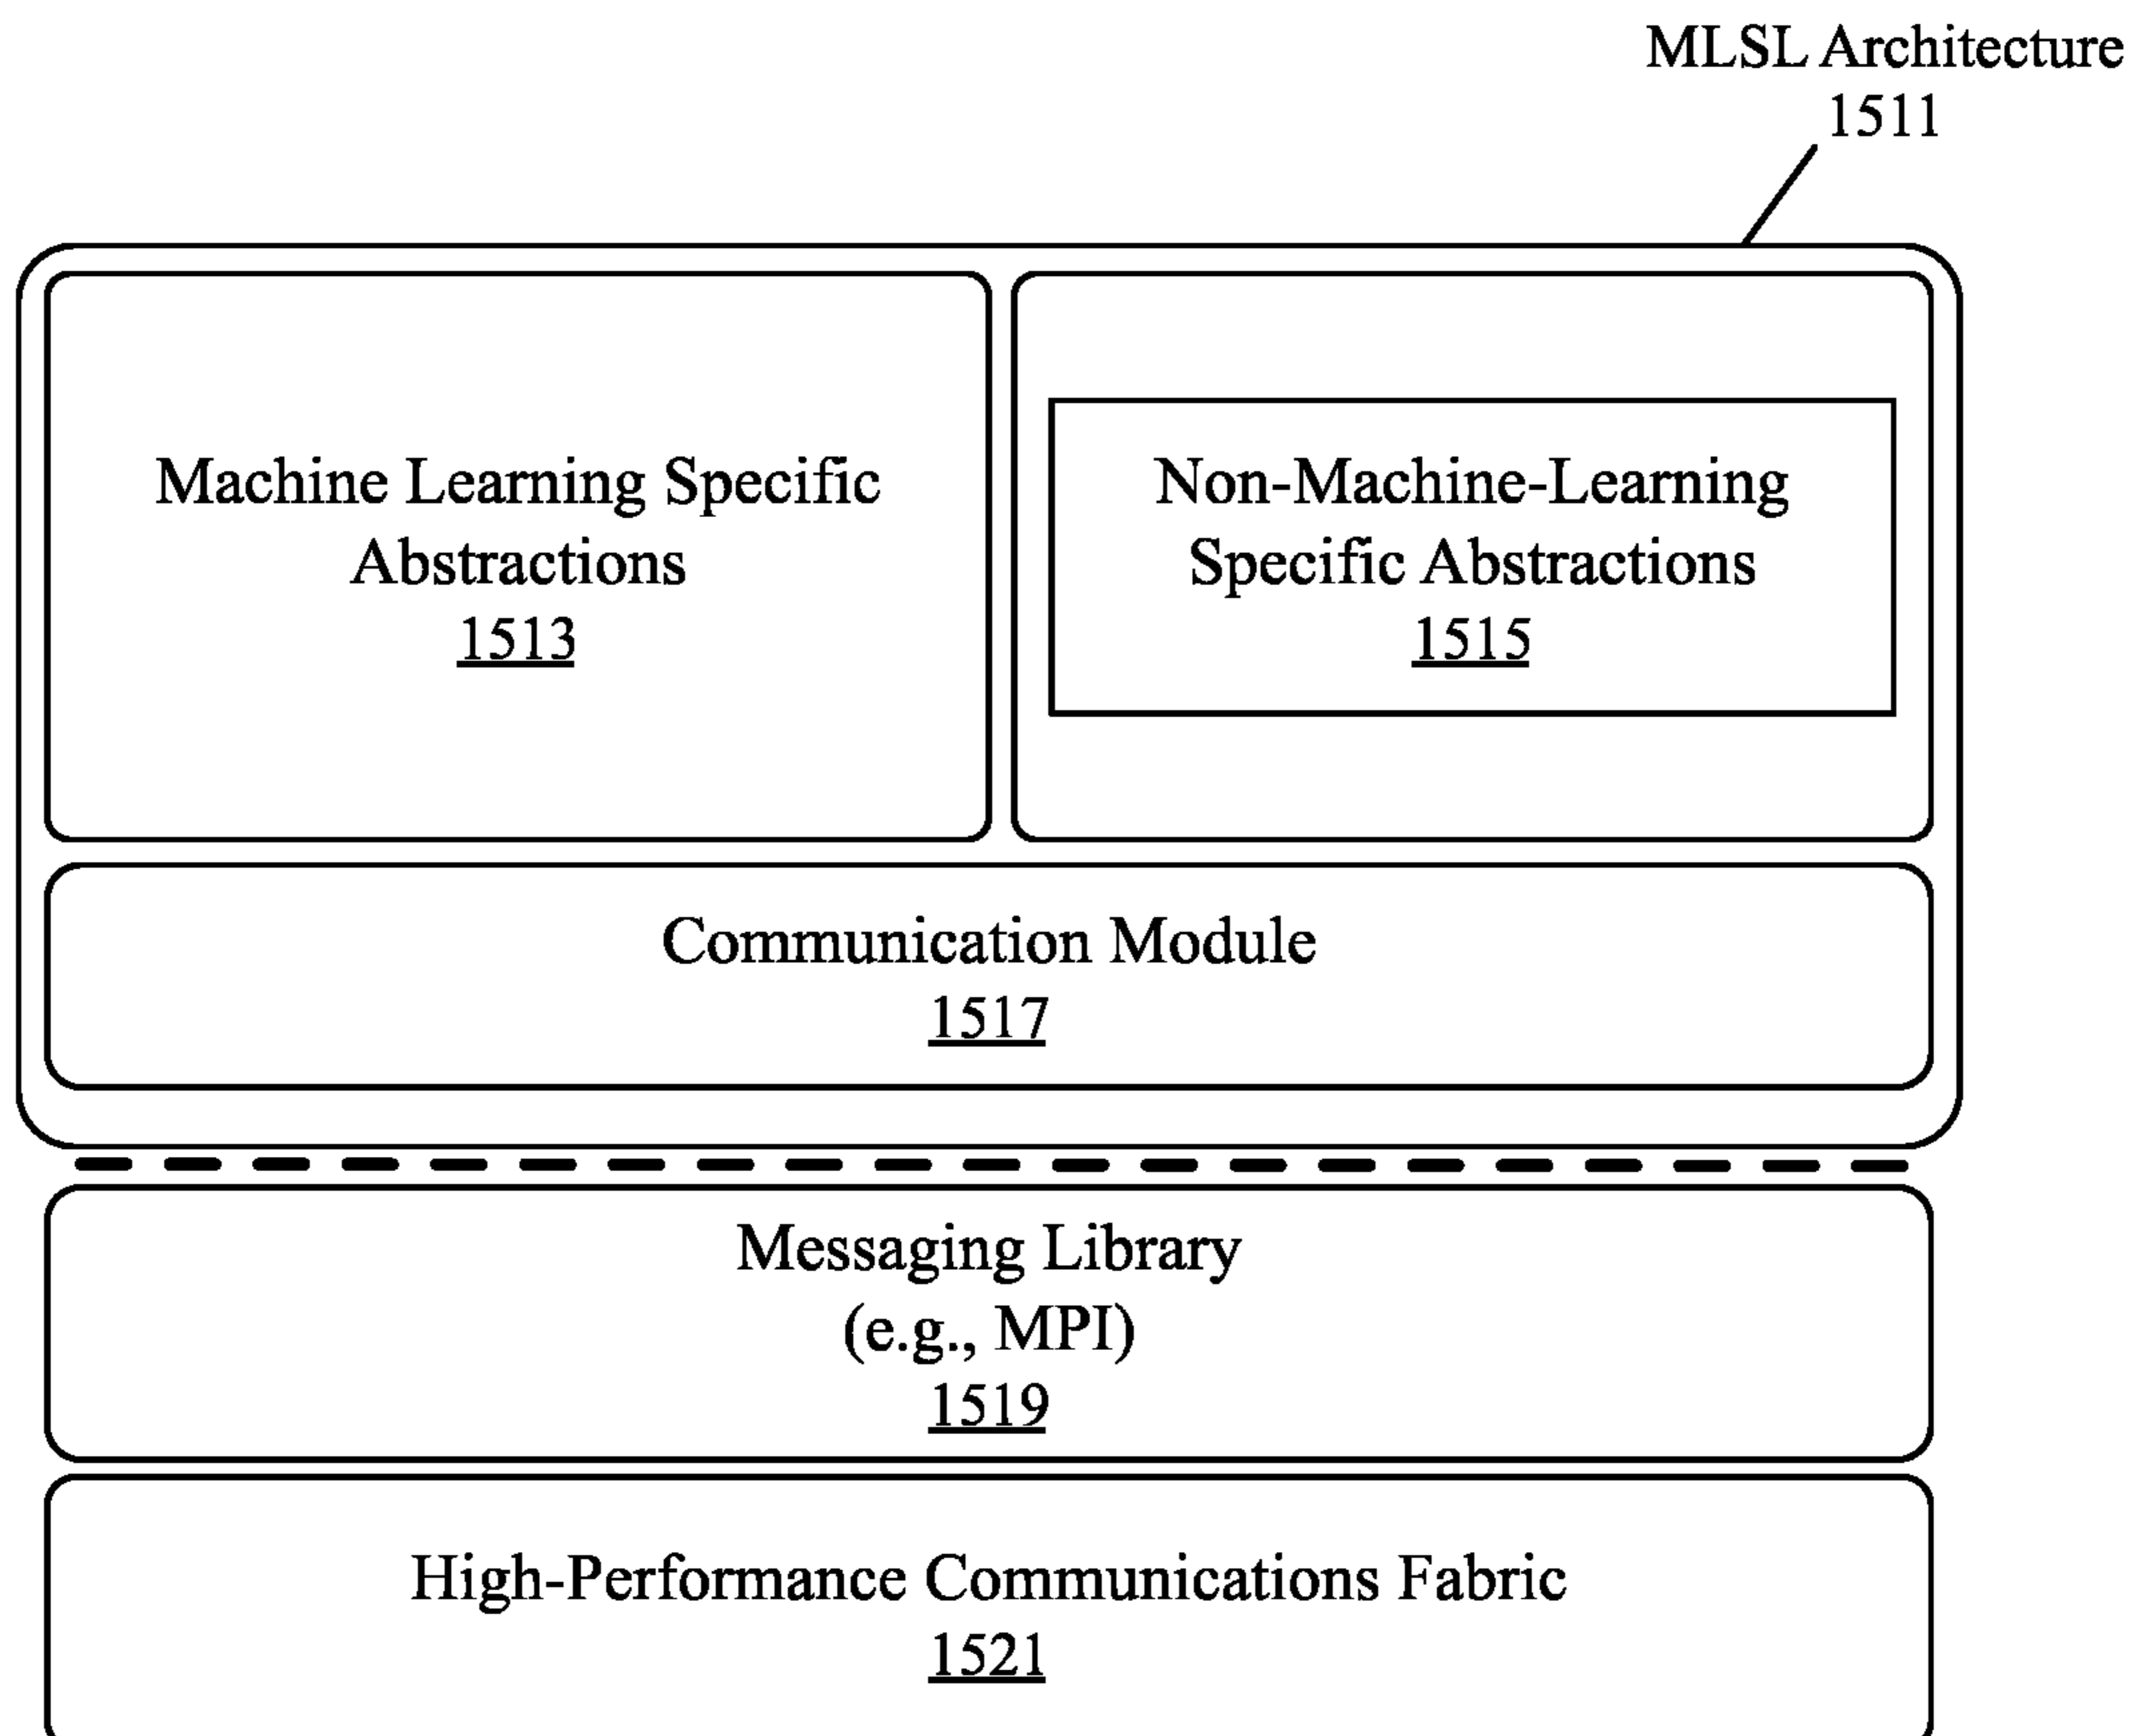 MLSL Architecture
1511
Machine Learning Specific
Abstractions
1513
Non-Machine-Learning
Specific Abstractions
1515
Communication Module
1517
Messaging Library
(e.g., MPI)
1519
High-Performance Communications Fabric
1521